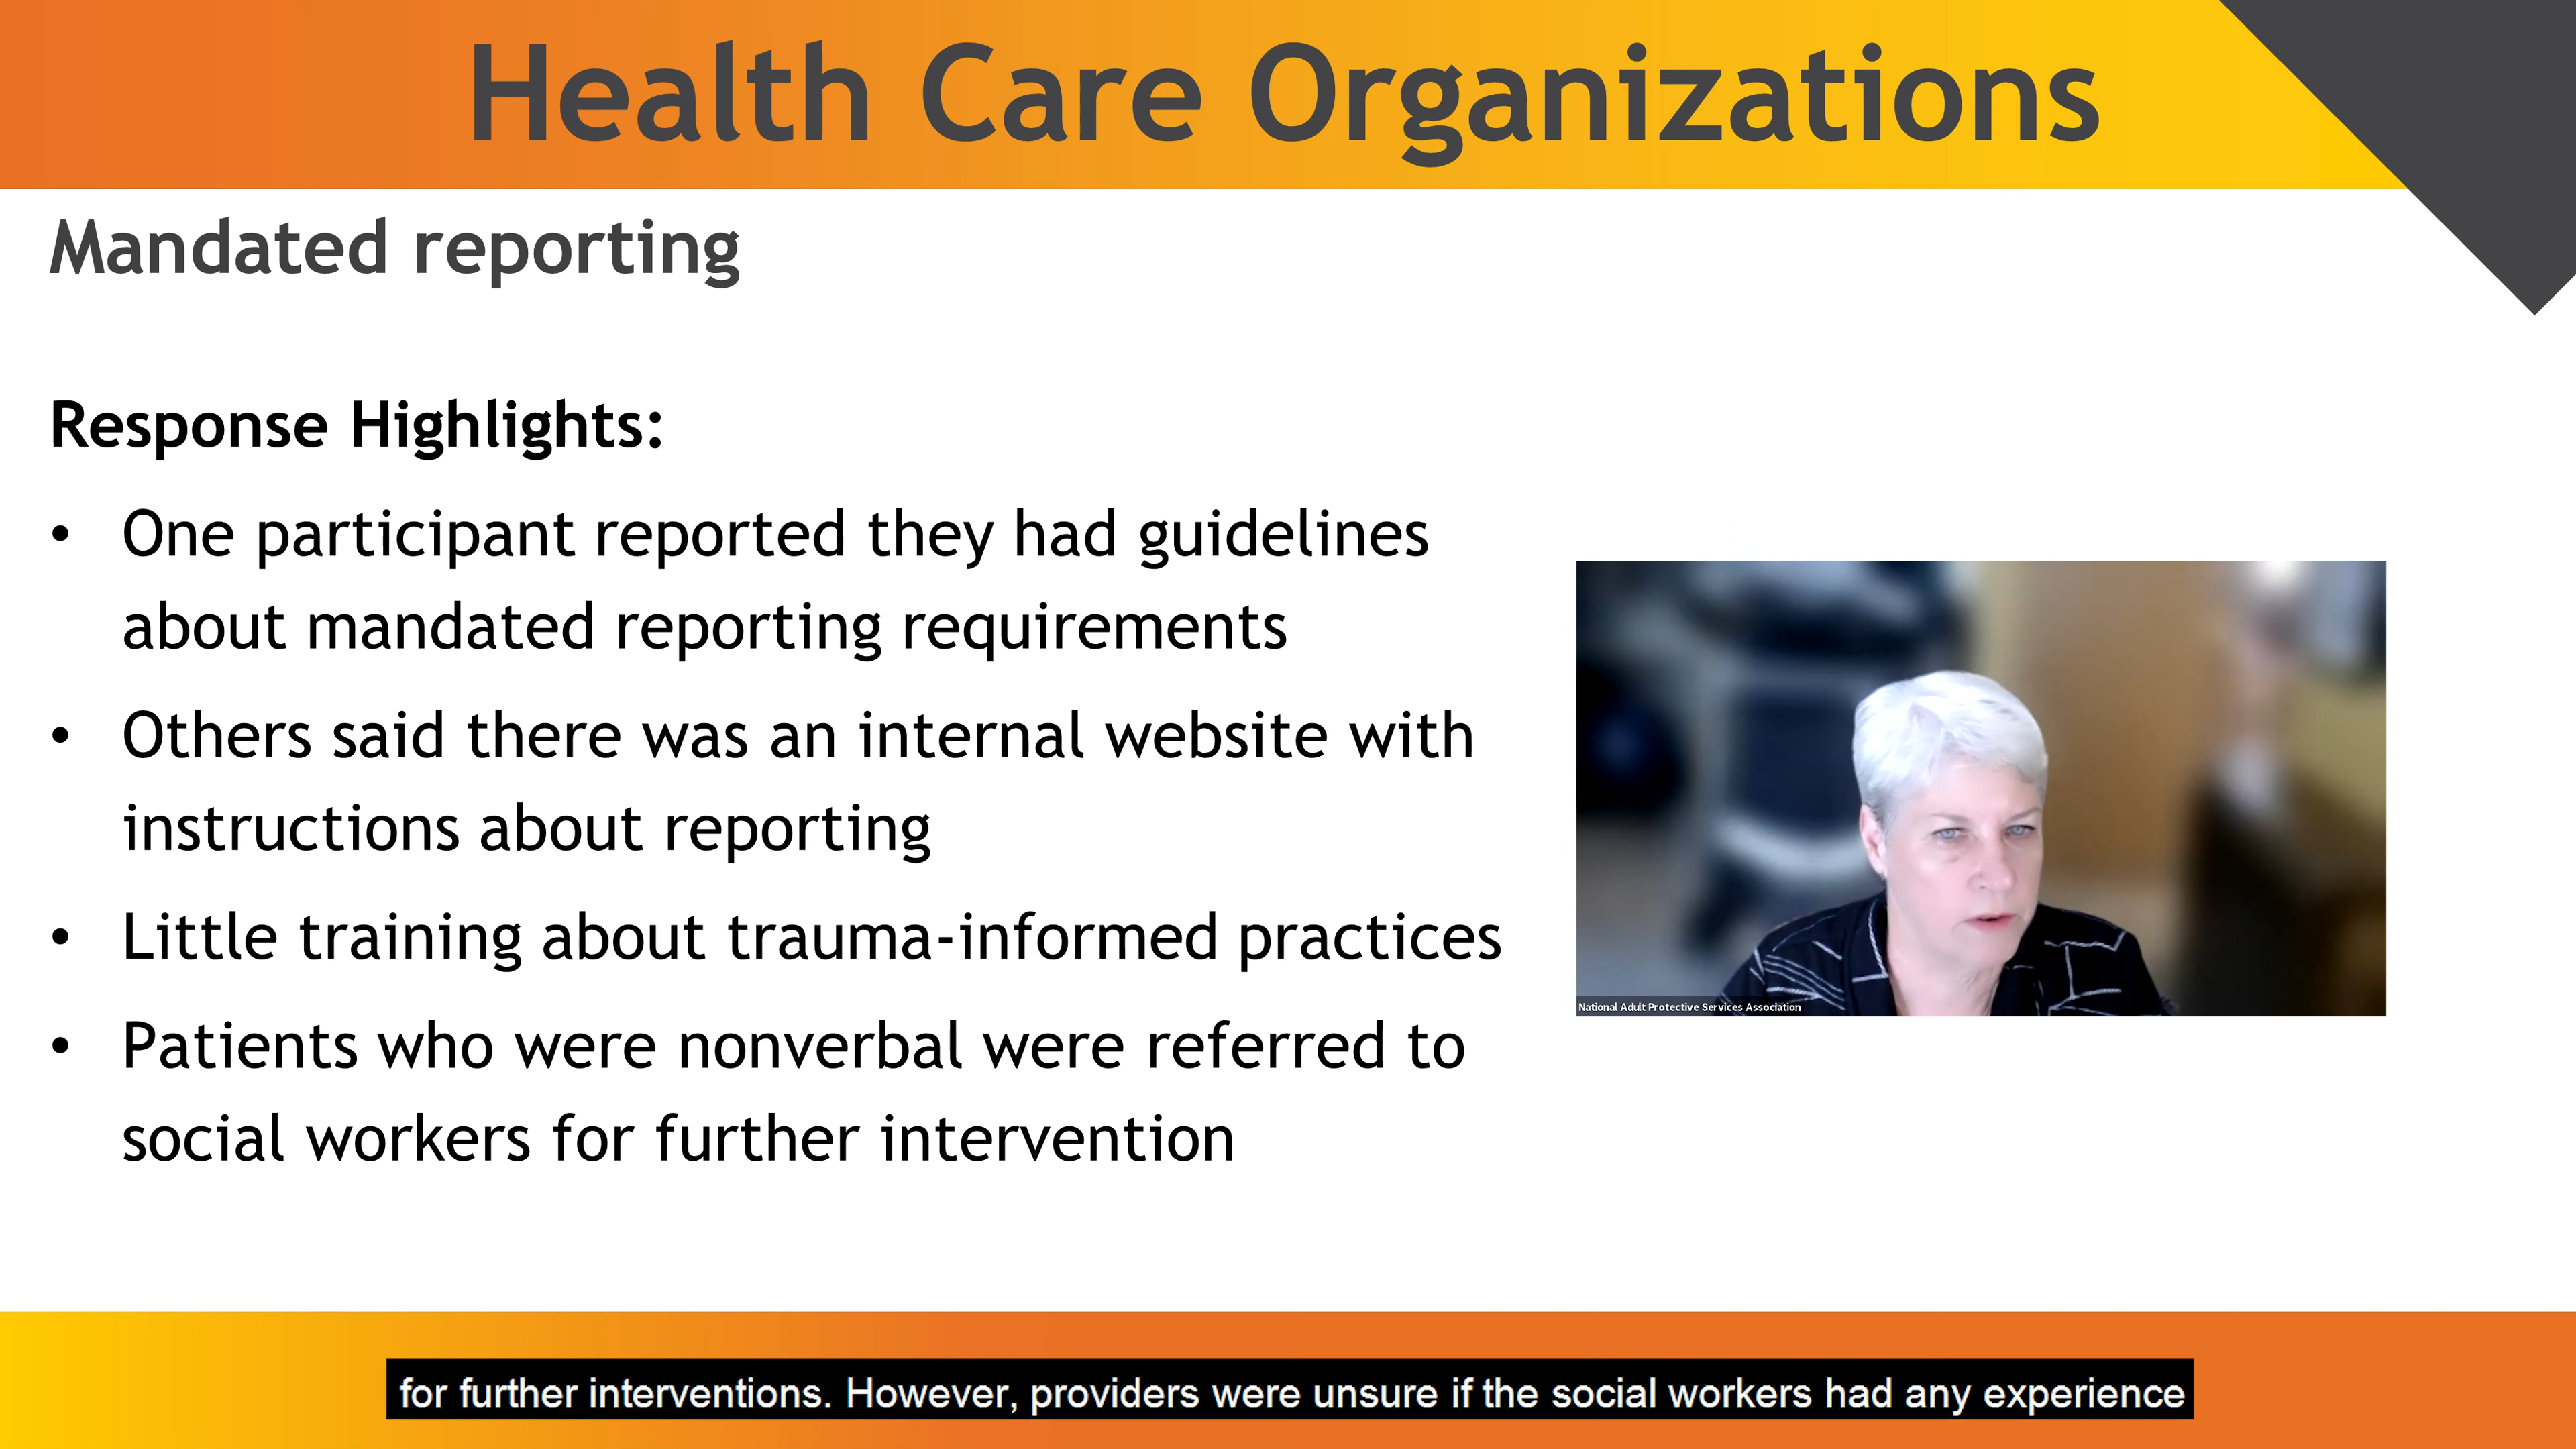 Health Care Organizations
Mandated reporting
Response Highlights:
• One participant reported they had guidelines
about mandated reporting requirements
• Others said there was an internal website with
instructions about reporting
• Little training about trauma-informed practices
• Patients who were nonverbal were referred to
social workers for further intervention
National Adult Protective Services Association
for further interventions. However, providers were unsure if the social workers had any experience